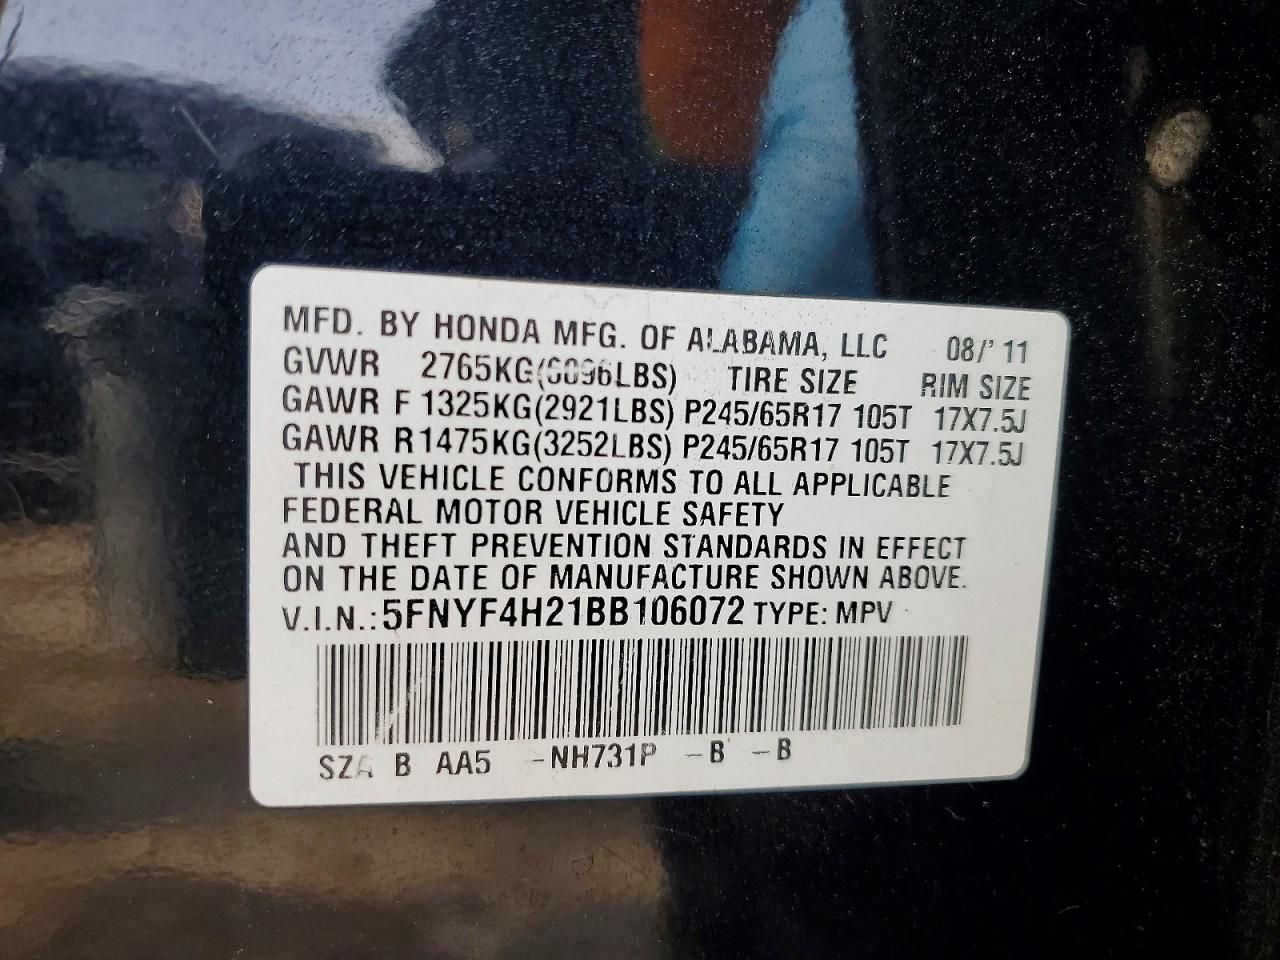 MFD. BY HONDA MFG. OF ALABAMA, LLC 08/' 11
GVWR 2765KG(6096LBS) TIRE SIZE RIM SIZE
GAWR F 1325KG(2921LBS) P245/65R17 105T 17X7.5J
GAWR R 1475KG(3252LBS) P245/65R17 105T 17X7.5J
THIS VEHICLE CONFORMS TO ALL APPLICABLE
FEDERAL MOTOR VEHICLE SAFETY
AND THEFT PREVENTION STANDARDS IN EFFECT
ON THE DATE OF MANUFACTURE SHOWN ABOVE.
V.I.N.: 5FNYF4H21BB106072 TYPE: MPV
SZA B AA5 -NH731P -B -B